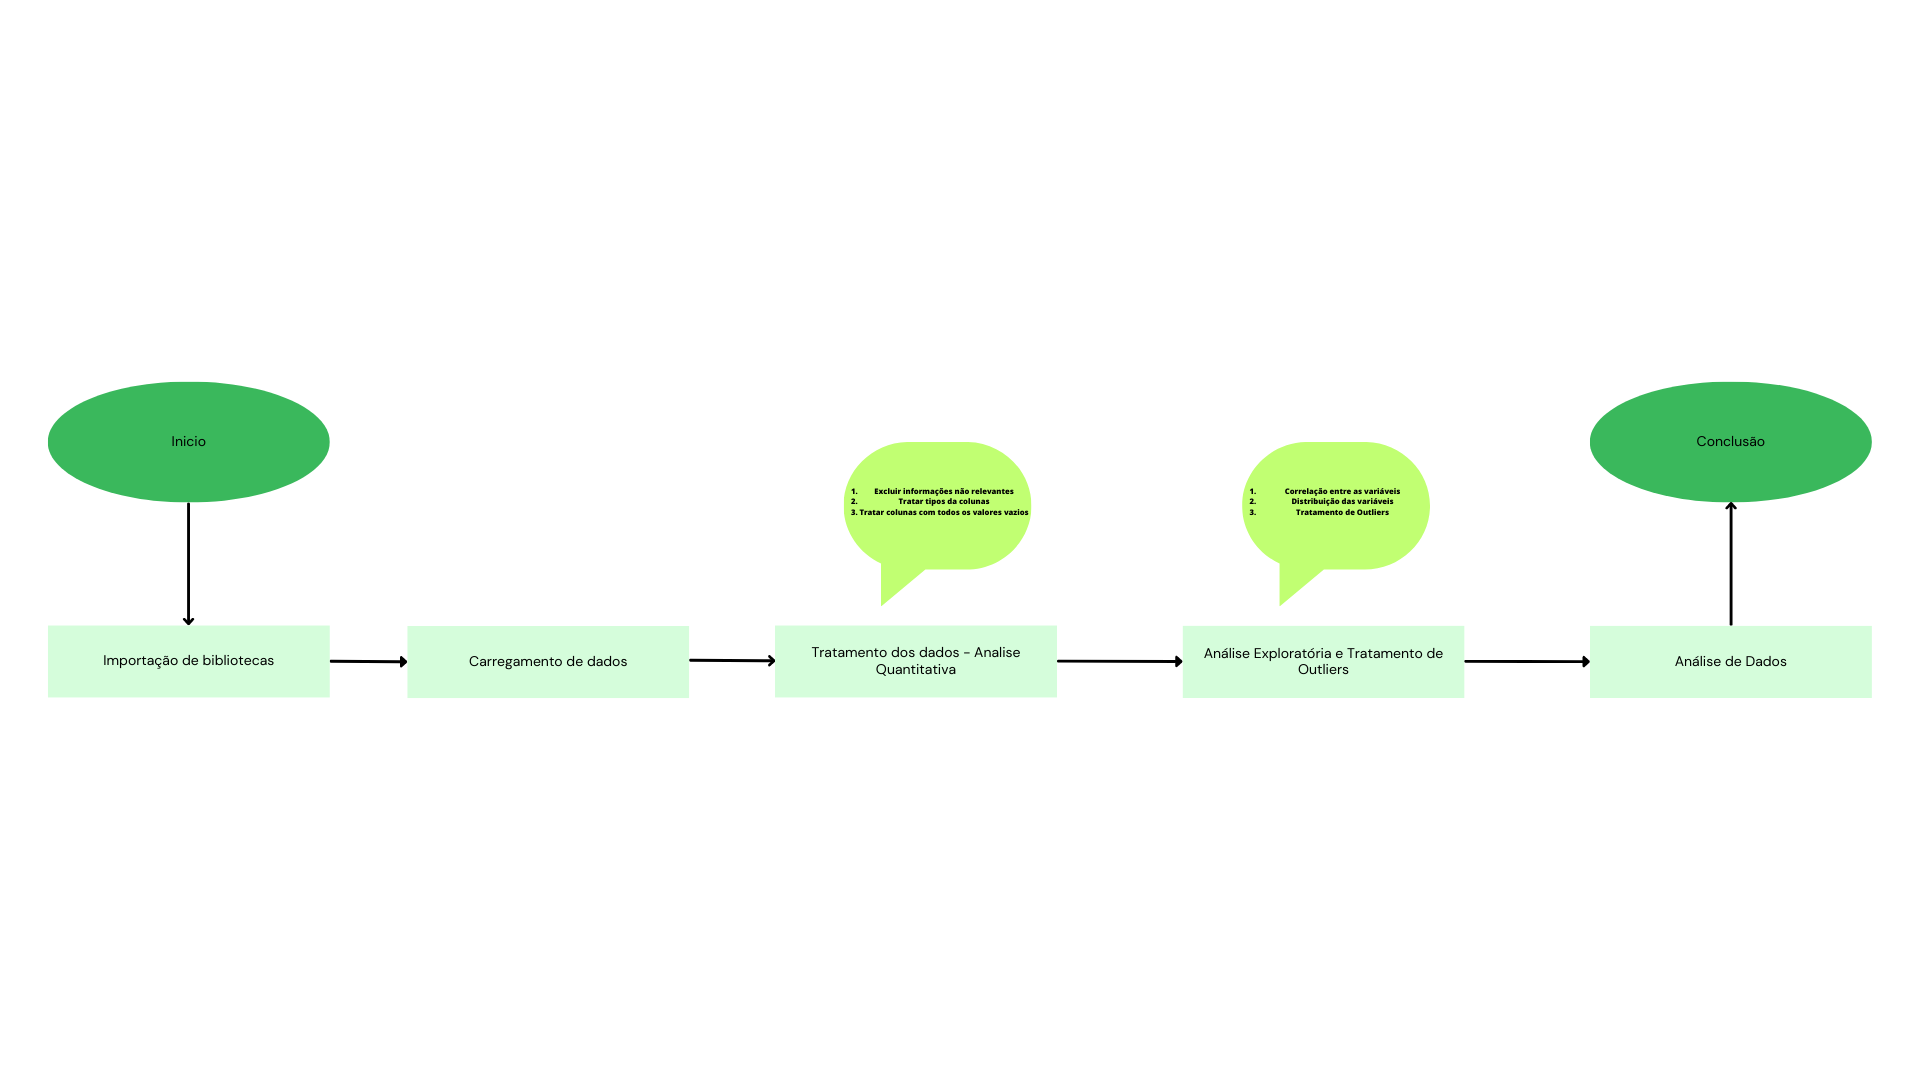 Inicio
Importação de bibliotecas
Carregamento de dados
1. Excluir informações não relevantes
2. Tratar tipos da colunas
3. Tratar colunas com todos os valores vazios
Tratamento dos dados - Analise
Quantitativa
1. Correlação entre as variáveis
2. Distribuição das variáveis
3. Tratamento de Outliers
Análise Exploratória e Tratamento de
Outliers
Análise de Dados
Conclusão